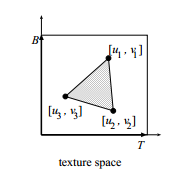 B
[u₁ , v₁]
[u₃ , v₃]
[u₂ , v₂]
T
texture space